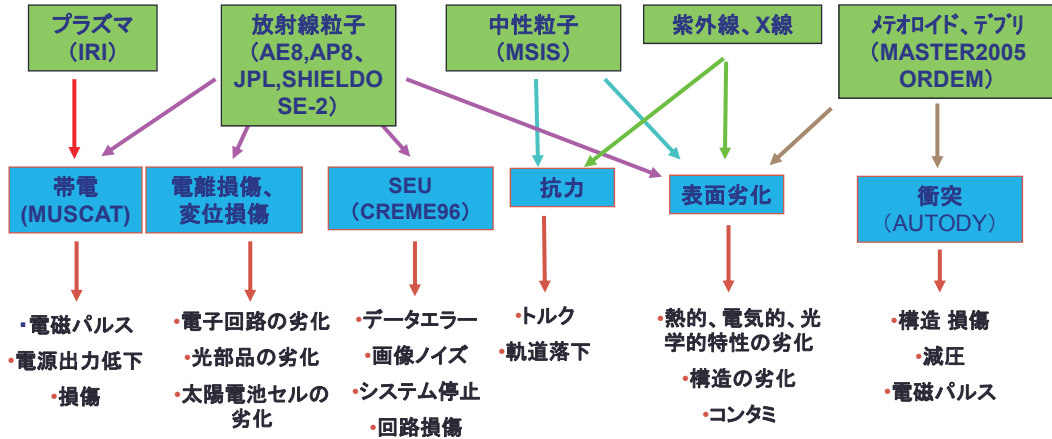 プラズマ
（IRI）
放射線粒子
（AE8,AP8、
JPL,SHIELDO
SE-2）
中性粒子
（MSIS）
紫外線、X線
ﾒﾃｵﾛｲﾄﾞ、ﾃﾞﾌﾞﾘ
（MASTER2005
ORDEM）
帯電
(MUSCAT)
電離損傷、
変位損傷
SEU
（CREME96）
抗力
表面劣化
衝突
（AUTODY）
・電磁パルス
•電源出力低下
•損傷
•電子回路の劣化
•光部品の劣化
•太陽電池セルの
劣化
•データエラー
•画像ノイズ
•システム停止
•回路損傷
•トルク
•軌道落下
•熱的、電気的、光
学的特性の劣化
•構造の劣化
•コンタミ
•構造 損傷
•減圧
•電磁パルス